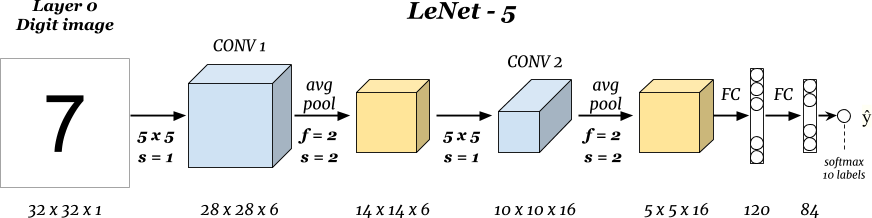 Layer 0
Digit image
LeNet - 5
7
5 x 5
s = 1
CONV 1
avg
pool
f = 2
s = 2
5 x 5
s = 1
CONV 2
avg
pool
f = 2
s = 2
FC
FC
ŷ
softmax
10 labels
32 x 32 x 1
28 x 28 x 6
14 x 14 x 6
10 x 10 x 16
5 x 5 x 16
120
84